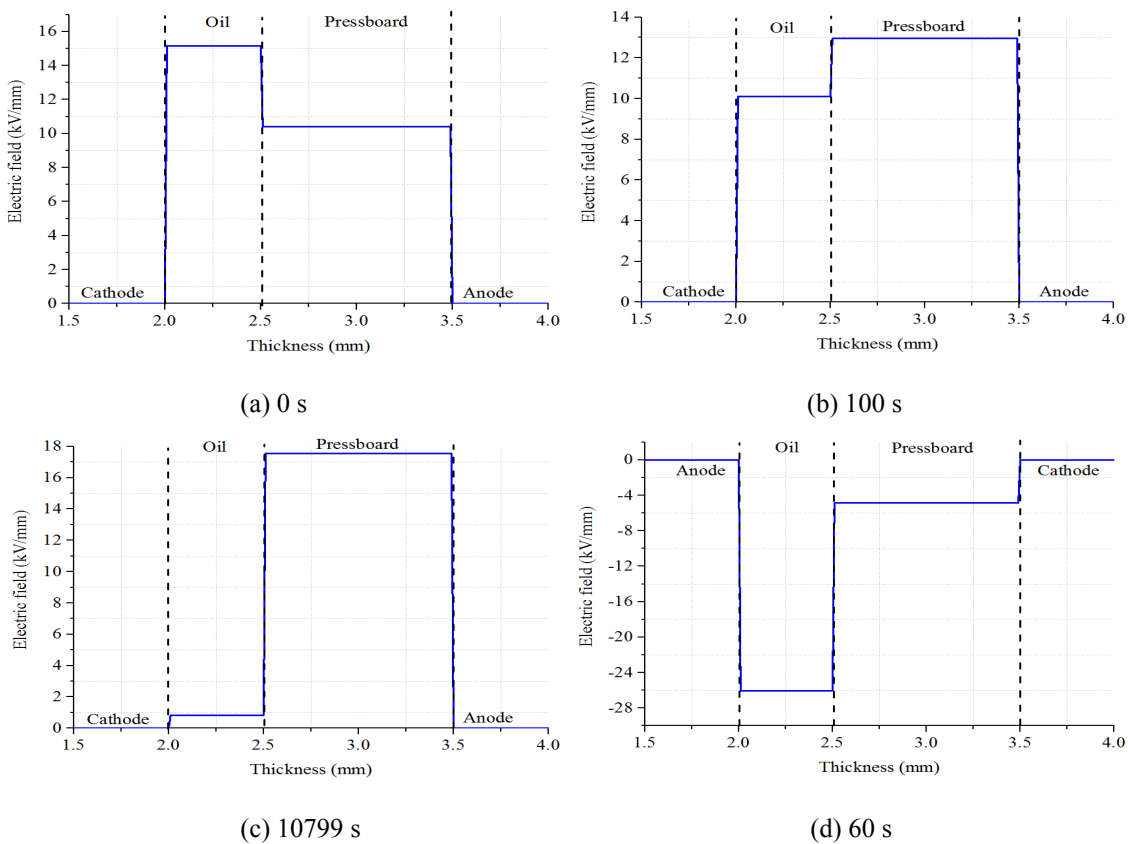 Oil Pressboard
Electric field (kV/mm)
16
14
12
10
8
6
4
2
0
Cathode Anode
1.5 2.0 2.5 3.0 3.5 4.0
Thickness (mm)
(a) 0 s
Oil Pressboard
Electric field (kV/mm)
14
12
10
8
6
4
2
0
Cathode Anode
1.5 2.0 2.5 3.0 3.5 4.0
Thickness (mm)
(b) 100 s
Oil Pressboard
Electric field (kV/mm)
18
16
14
12
10
8
6
4
2
0
Cathode Anode
1.5 2.0 2.5 3.0 3.5 4.0
Thickness (mm)
(c) 10799 s
Oil Pressboard
Electric field (kV/mm)
0
-4
-8
-12
-16
-20
-24
-28
Anode Cathode
1.5 2.0 2.5 3.0 3.5 4.0
Thickness (mm)
(d) 60 s